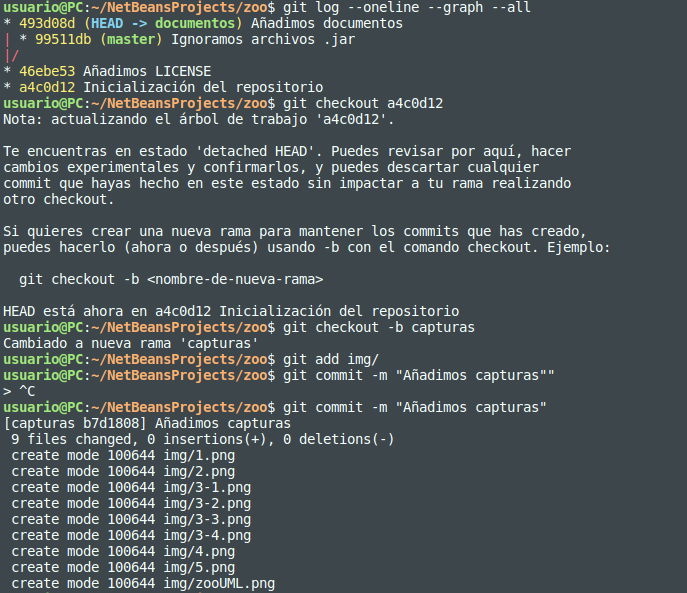 usuario@PC:~/NetBeansProjects/zoo$ git log --oneline --graph --all
* 493d08d (HEAD -> documentos) Añadimos documentos
| * 99511db (master) Ignoramos archivos .jar
|/
* 46ebe53 Añadimos LICENSE
* a4c0d12 Inicialización del repositorio
usuario@PC:~/NetBeansProjects/zoo$ git checkout a4c0d12
Nota: actualizando el árbol de trabajo 'a4c0d12'.

Te encuentras en estado 'detached HEAD'. Puedes revisar por aquí, hacer
cambios experimentales y confirmarlos, y puedes descartar cualquier
commit que hayas hecho en este estado sin impactar a tu rama realizando
otro checkout.

Si quieres crear una nueva rama para mantener los commits que has creado,
puedes hacerlo (ahora o después) usando -b con el comando checkout. Ejemplo:

  git checkout -b <nombre-de-nueva-rama>

HEAD está ahora en a4c0d12 Inicialización del repositorio
usuario@PC:~/NetBeansProjects/zoo$ git checkout -b capturas
Cambiado a nueva rama 'capturas'
usuario@PC:~/NetBeansProjects/zoo$ git add img/
usuario@PC:~/NetBeansProjects/zoo$ git commit -m "Añadimos capturas""
> ^C
usuario@PC:~/NetBeansProjects/zoo$ git commit -m "Añadimos capturas"
[capturas b7d1808] Añadimos capturas
 9 files changed, 0 insertions(+), 0 deletions(-)
 create mode 100644 img/1.png
 create mode 100644 img/2.png
 create mode 100644 img/3-1.png
 create mode 100644 img/3-2.png
 create mode 100644 img/3-3.png
 create mode 100644 img/3-4.png
 create mode 100644 img/4.png
 create mode 100644 img/5.png
 create mode 100644 img/zooUML.png